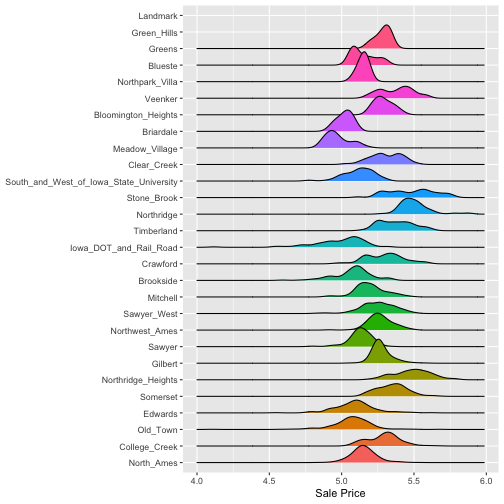 Landmark
Green_Hills
Greens
Blueste
Northpark_Villa
Veenker
Bloomington_Heights
Briardale
Meadow_Village
Clear_Creek
South_and_West_of_Iowa_State_University
Stone_Brook
Northridge
Timberland
Iowa_DOT_and_Rail_Road
Crawford
Brookside
Mitchell
Sawyer_West
Northwest_Ames
Sawyer
Gilbert
Northridge_Heights
Somerset
Edwards
Old_Town
College_Creek
North_Ames
4.0 4.5 5.0 5.5 6.0
Sale Price